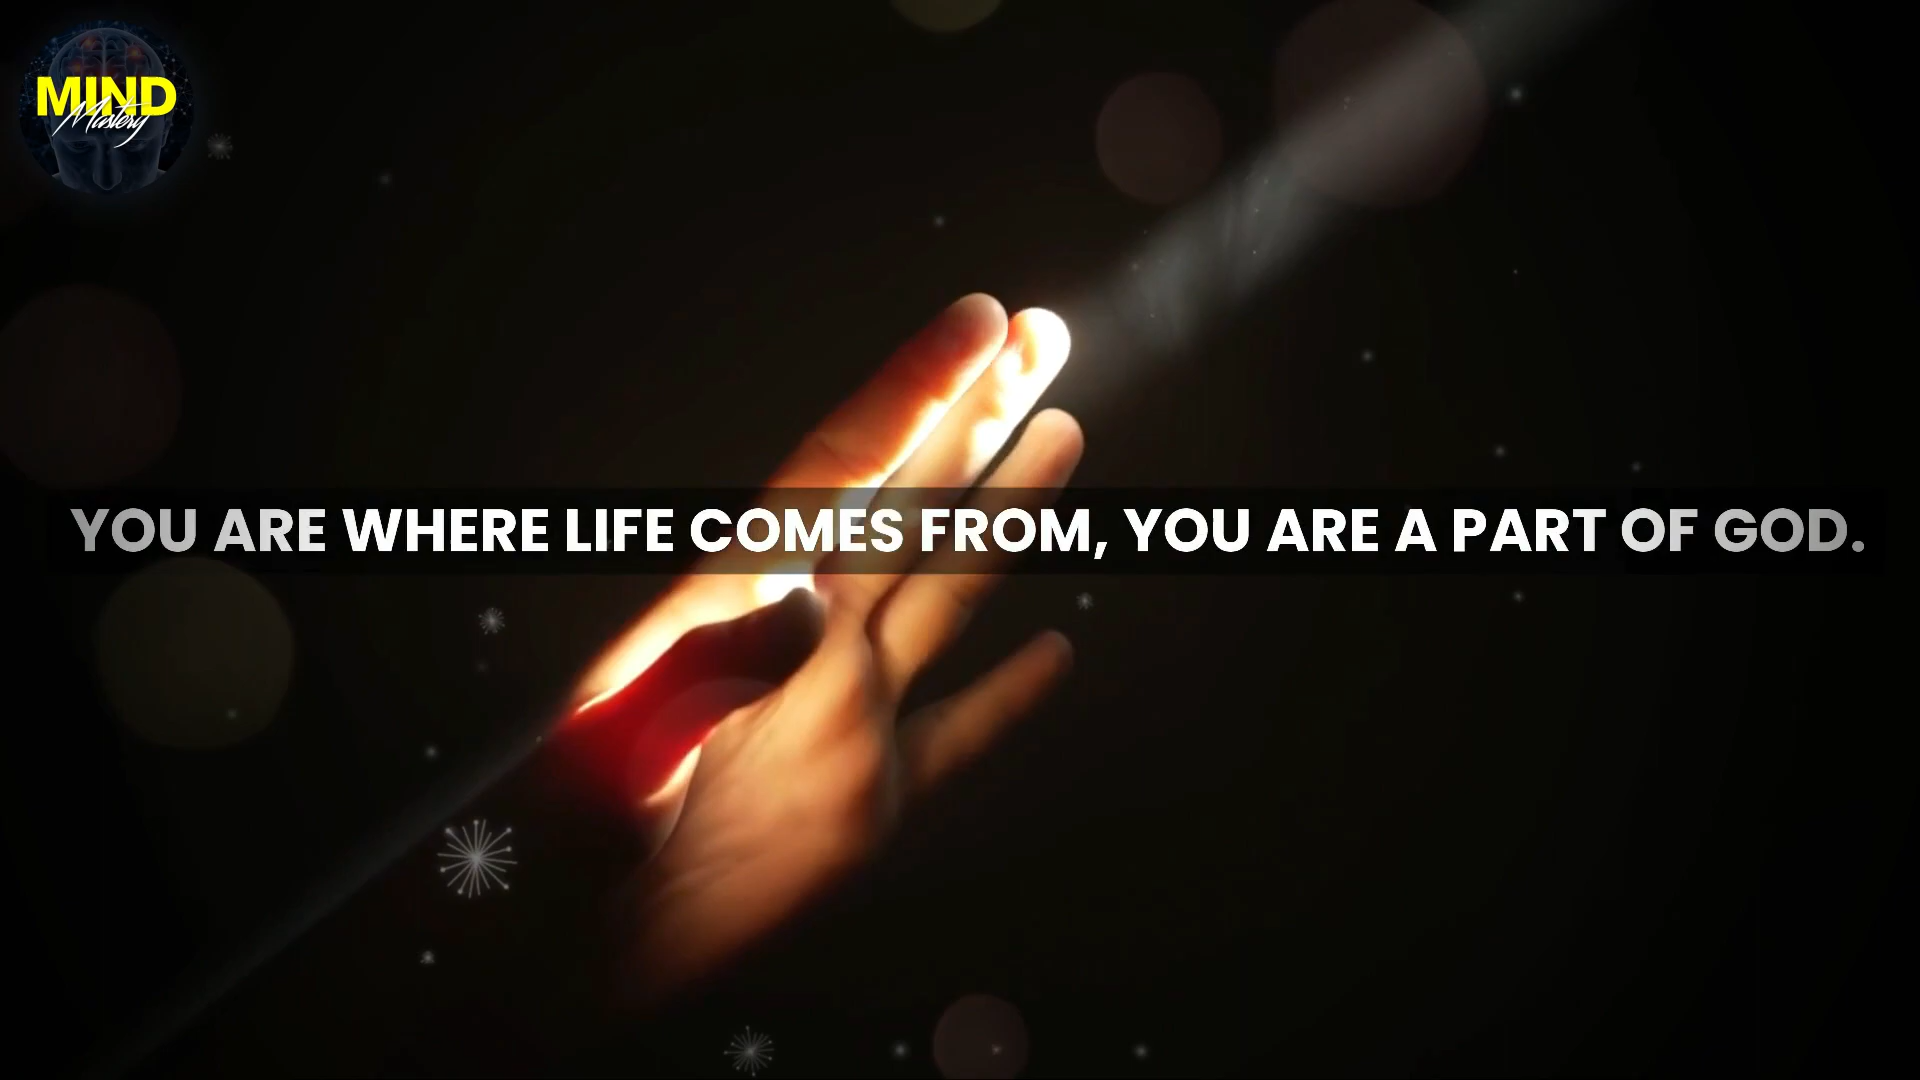 MIND
Mastery
YOU ARE WHERE LIFE COMES FROM, YOU ARE A PART OF GOD.